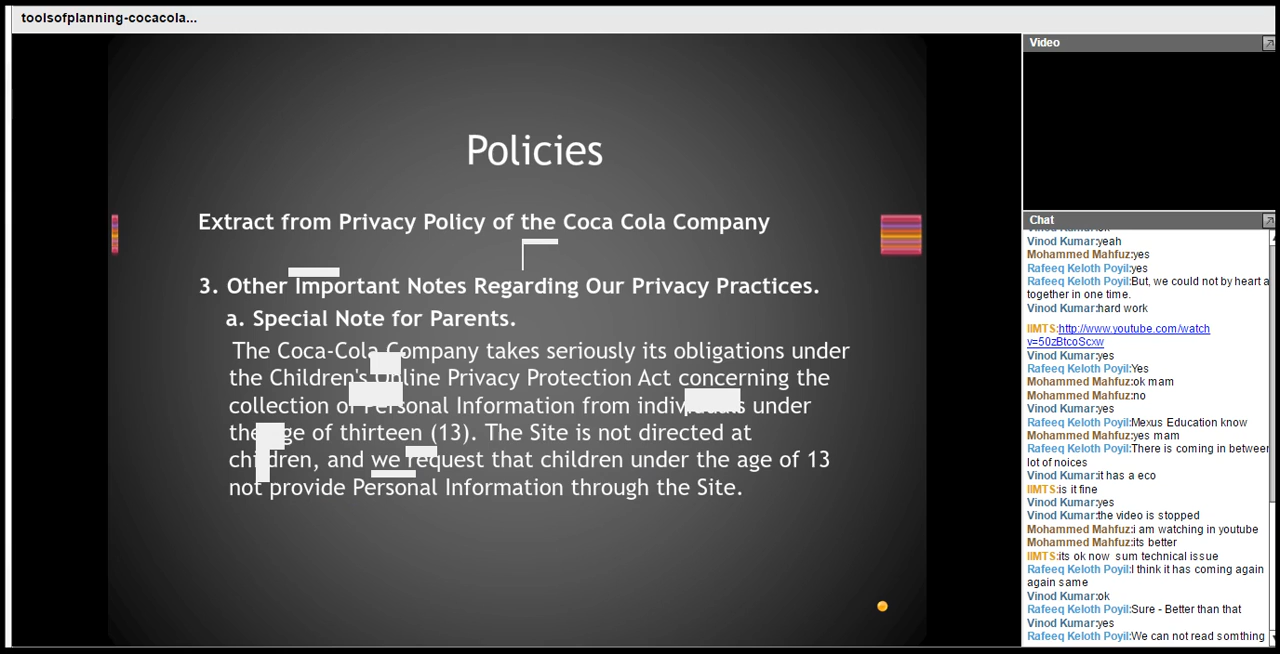 toolsofplanning-cocacola...
Policies
Extract from Privacy Policy of the Coca Cola Company
3. Other Important Notes Regarding Our Privacy Practices.
a. Special Note for Parents.
The Coca-Cola Company takes seriously its obligations under
the Children's Online Privacy Protection Act concerning the
collection of Personal Information from individuals under
the age of thirteen (13). The Site is not directed at
children, and we request that children under the age of 13
not provide Personal Information through the Site.
Video
Chat
Vinod Kumar:ok
Vinod Kumar:yeah
Mohammed Mahfuz:yes
Rafeeq Keloth Poyil:yes
Rafeeq Keloth Poyil:But, we could not by heart a
together in one time.
Vinod Kumar:hard work
IIMTS:http://www.youtube.com/watch
v=50zBtcoScxw
Vinod Kumar:yes
Rafeeq Keloth Poyil:Yes
Mohammed Mahfuz:ok mam
Mohammed Mahfuz:no
Vinod Kumar:yes
Rafeeq Keloth Poyil:Mexus Education know
Mohammed Mahfuz:yes mam
Rafeeq Keloth Poyil:There is coming in between
lot of noices
Vinod Kumar:it has a eco
IIMTS:is it fine
Vinod Kumar:yes
Vinod Kumar:the video is stopped
Mohammed Mahfuz:i am watching in youtube
Mohammed Mahfuz:its better
IIMTS:its ok now sum technical issue
Rafeeq Keloth Poyil:I think it has coming again
again same
Vinod Kumar:ok
Rafeeq Keloth Poyil:Sure - Better than that
Vinod Kumar:yes
Rafeeq Keloth Poyil:We can not read somthing